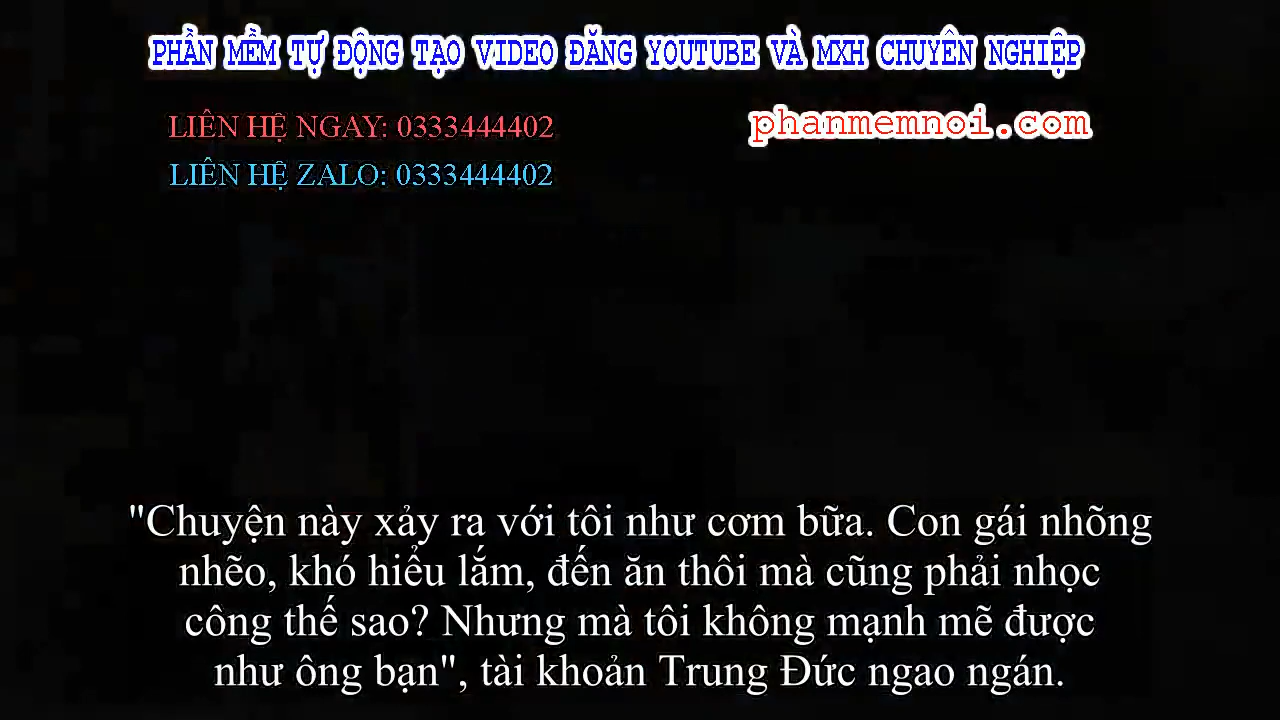 PHẦN MỀM TỰ ĐỘNG TẠO VIDEO ĐĂNG YOUTUBE VÀ MXH CHUYÊN NGHIỆP
LIÊN HỆ NGAY: 0333444402
phanmemnoi.com
LIÊN HỆ ZALO: 0333444402
"Chuyện này xảy ra với tôi như cơm bữa. Con gái nhõng
nhẽo, khó hiểu lắm, đến ăn thôi mà cũng phải nhọc
công thế sao? Nhưng mà tôi không mạnh mẽ được
như ông bạn", tài khoản Trung Đức ngao ngán.